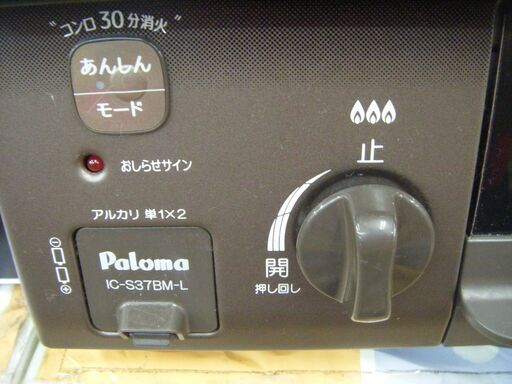 “コンロ30分消火”
あんしん
モード
おしらせサイン
アルカリ 単1×2
Paloma
IC-S37BM-L
止
開
押し回し